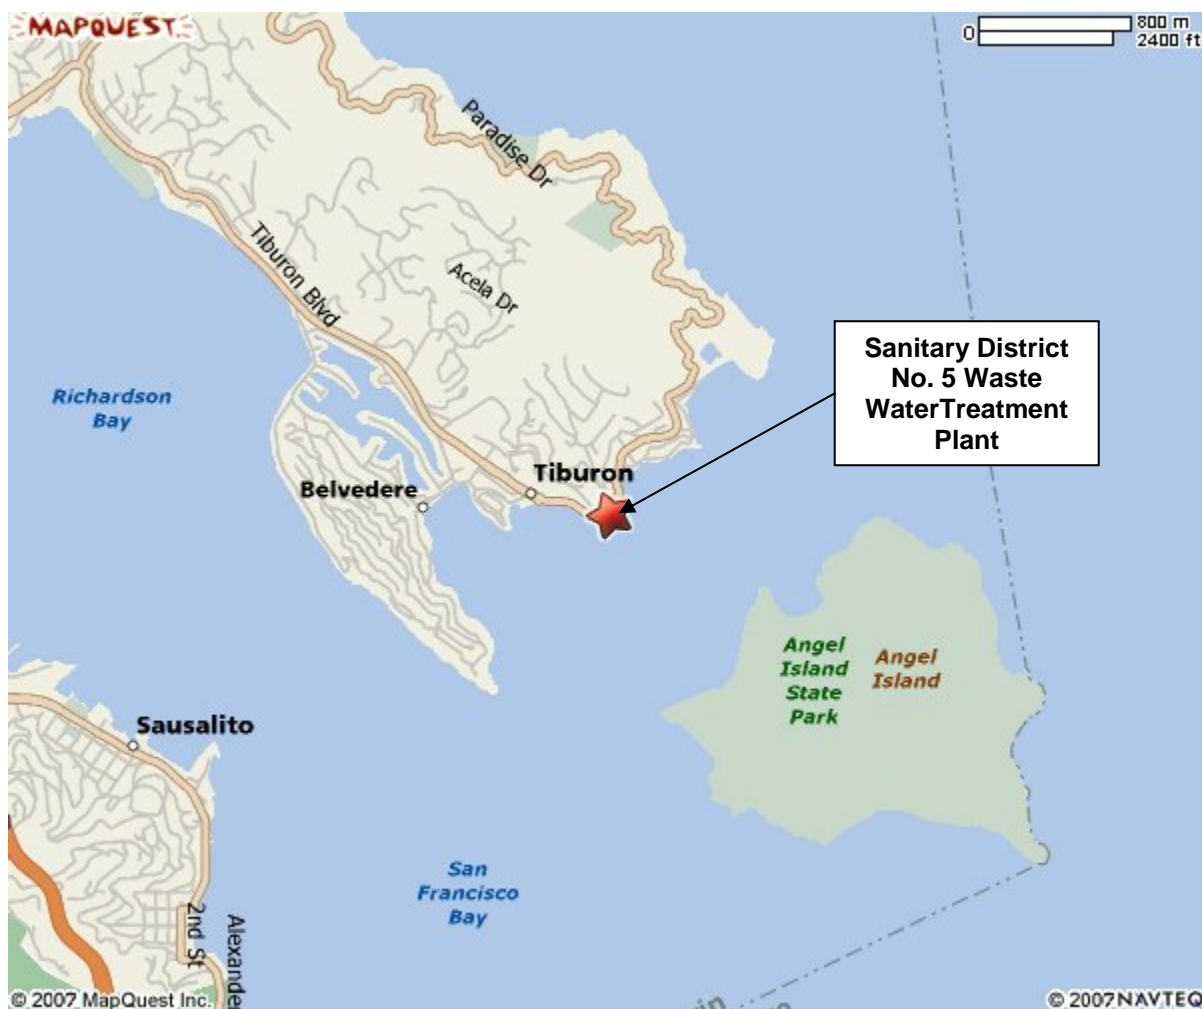 MAPQUEST
0
800 m
2400 ft
Paradise Dr
Tiburon Blvd
Acela Dr
Sanitary District
No. 5 Waste
WaterTreatment
Plant
Richardson
Bay
Tiburon
Belvedere
Angel
Island
State
Park
Angel
Island
Sausalito
San
Francisco
Bay
2nd St
Alexander
© 2007 MapQuest Inc.
© 2007 NAVTEQ